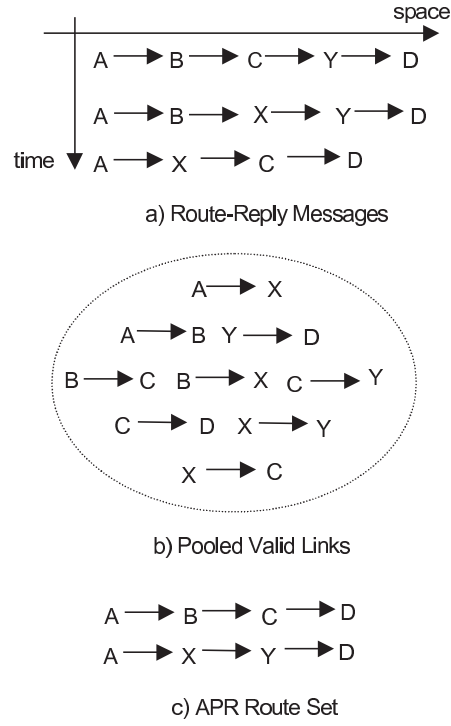 space
A B C Y D
A B X Y D
time
A X C D
a) Route-Reply Messages
A X
A B Y D
B C B X C Y
C D X Y
X C
b) Pooled Valid Links
A B C D
A X Y D
c) APR Route Set